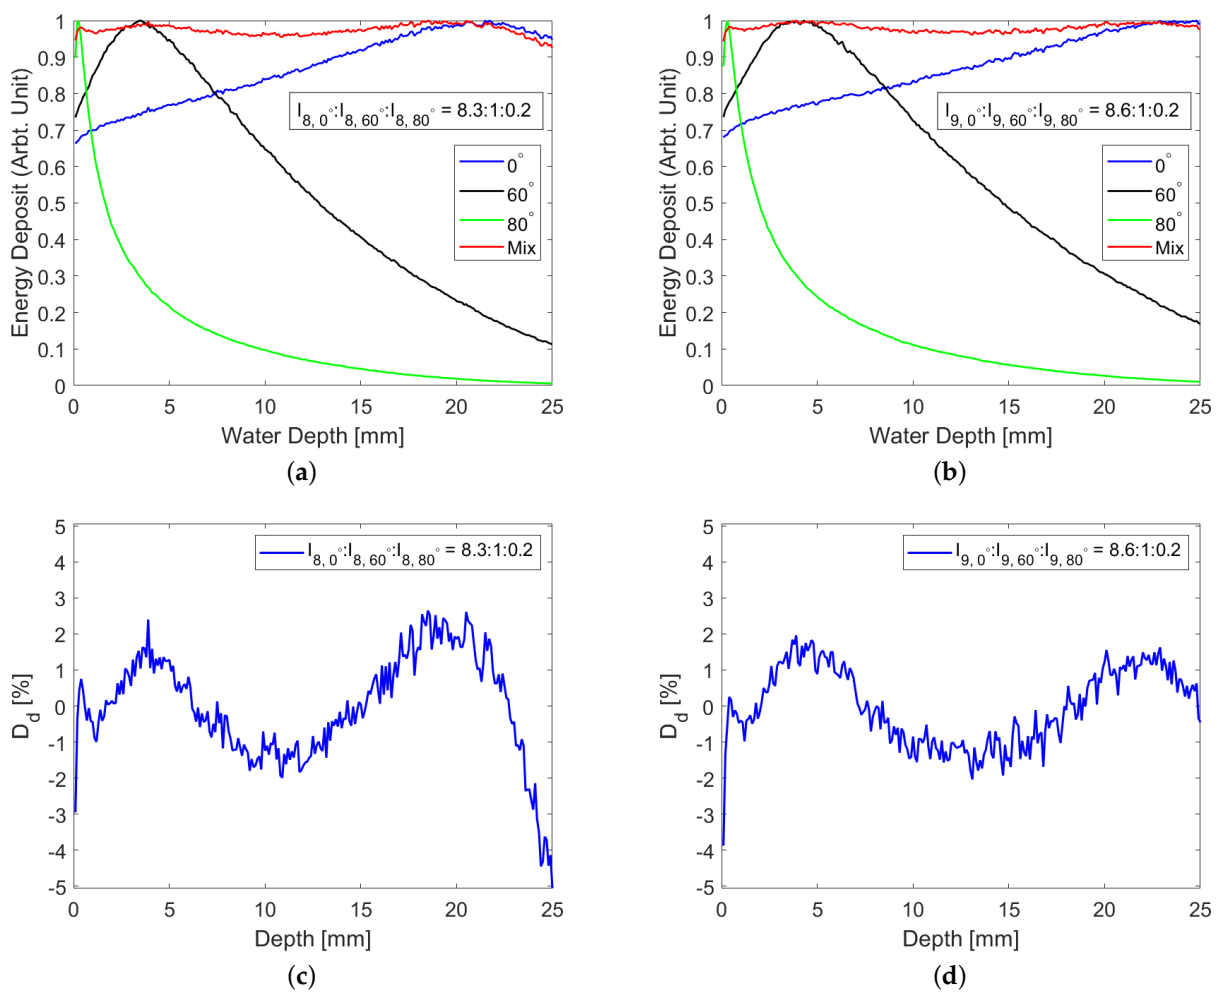 1
0.9
0.8
0.7
0.6
0.5
0.4
0.3
0.2
0.1
0
Energy Deposit (Arbt. Unit)
I8, 0°:I8, 60°:I8, 80° = 8.3:1:0.2
0°
60°
80°
Mix
0 5 10 15 20 25
Water Depth [mm]
(a)
1
0.9
0.8
0.7
0.6
0.5
0.4
0.3
0.2
0.1
0
Energy Deposit (Arbt. Unit)
I9, 0°:I9, 60°:I9, 80° = 8.6:1:0.2
0°
60°
80°
Mix
0 5 10 15 20 25
Water Depth [mm]
(b)
5
4
3
2
1
0
-1
-2
-3
-4
-5
Dd [%]
I8, 0°:I8, 60°:I8, 80° = 8.3:1:0.2
0 5 10 15 20 25
Depth [mm]
(c)
5
4
3
2
1
0
-1
-2
-3
-4
-5
Dd [%]
I9, 0°:I9, 60°:I9, 80° = 8.6:1:0.2
0 5 10 15 20 25
Depth [mm]
(d)